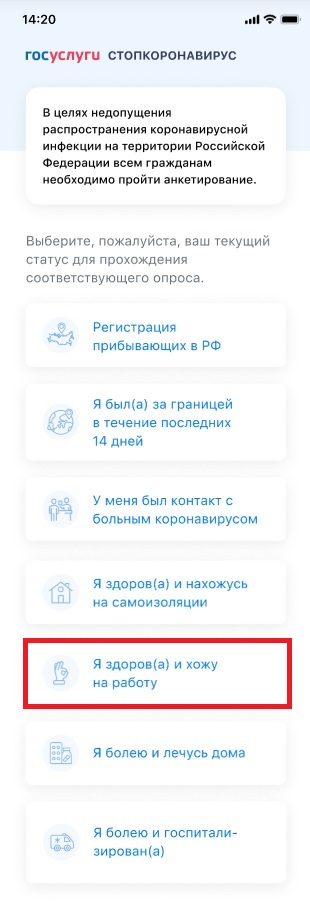 14:20
госуслуги СТОПКОРОНАВИРУС
В целях недопущения
распространения коронавирусной
инфекции на территории Российской
Федерации всем гражданам
необходимо пройти анкетирование.
Выберите, пожалуйста, ваш текущий
статус для прохождения
соответствующего опроса.
Регистрация
прибывающих в РФ
Я был(а) за границей
в течение последних
14 дней
У меня был контакт с
больным коронавирусом
Я здоров(а) и нахожусь
на самоизоляции
Я здоров(а) и хожу
на работу
Я болею и лечусь дома
Я болею и госпитали-
зирован(а)